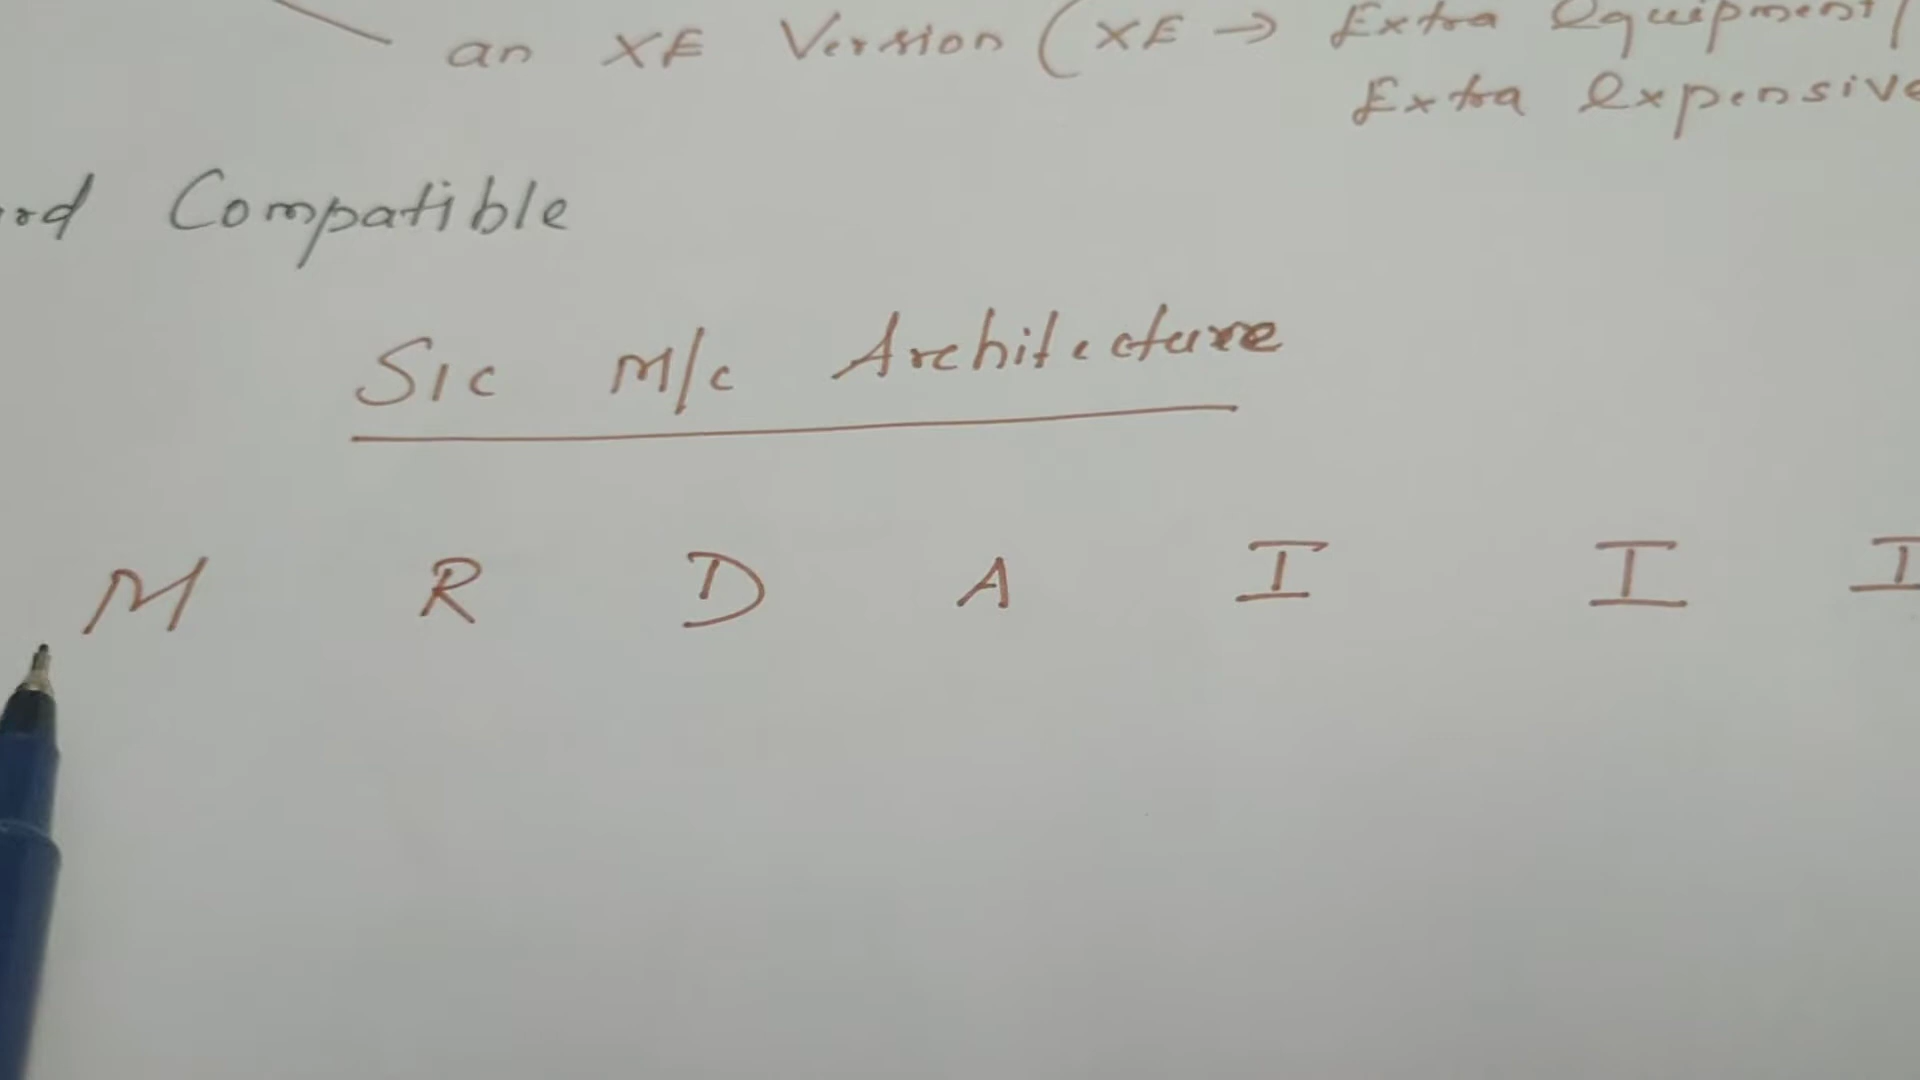 an XE Version (XE → Extra Equipment/
Extra expensive
Compatible
SIC M/c Architecture
M R D A I I I